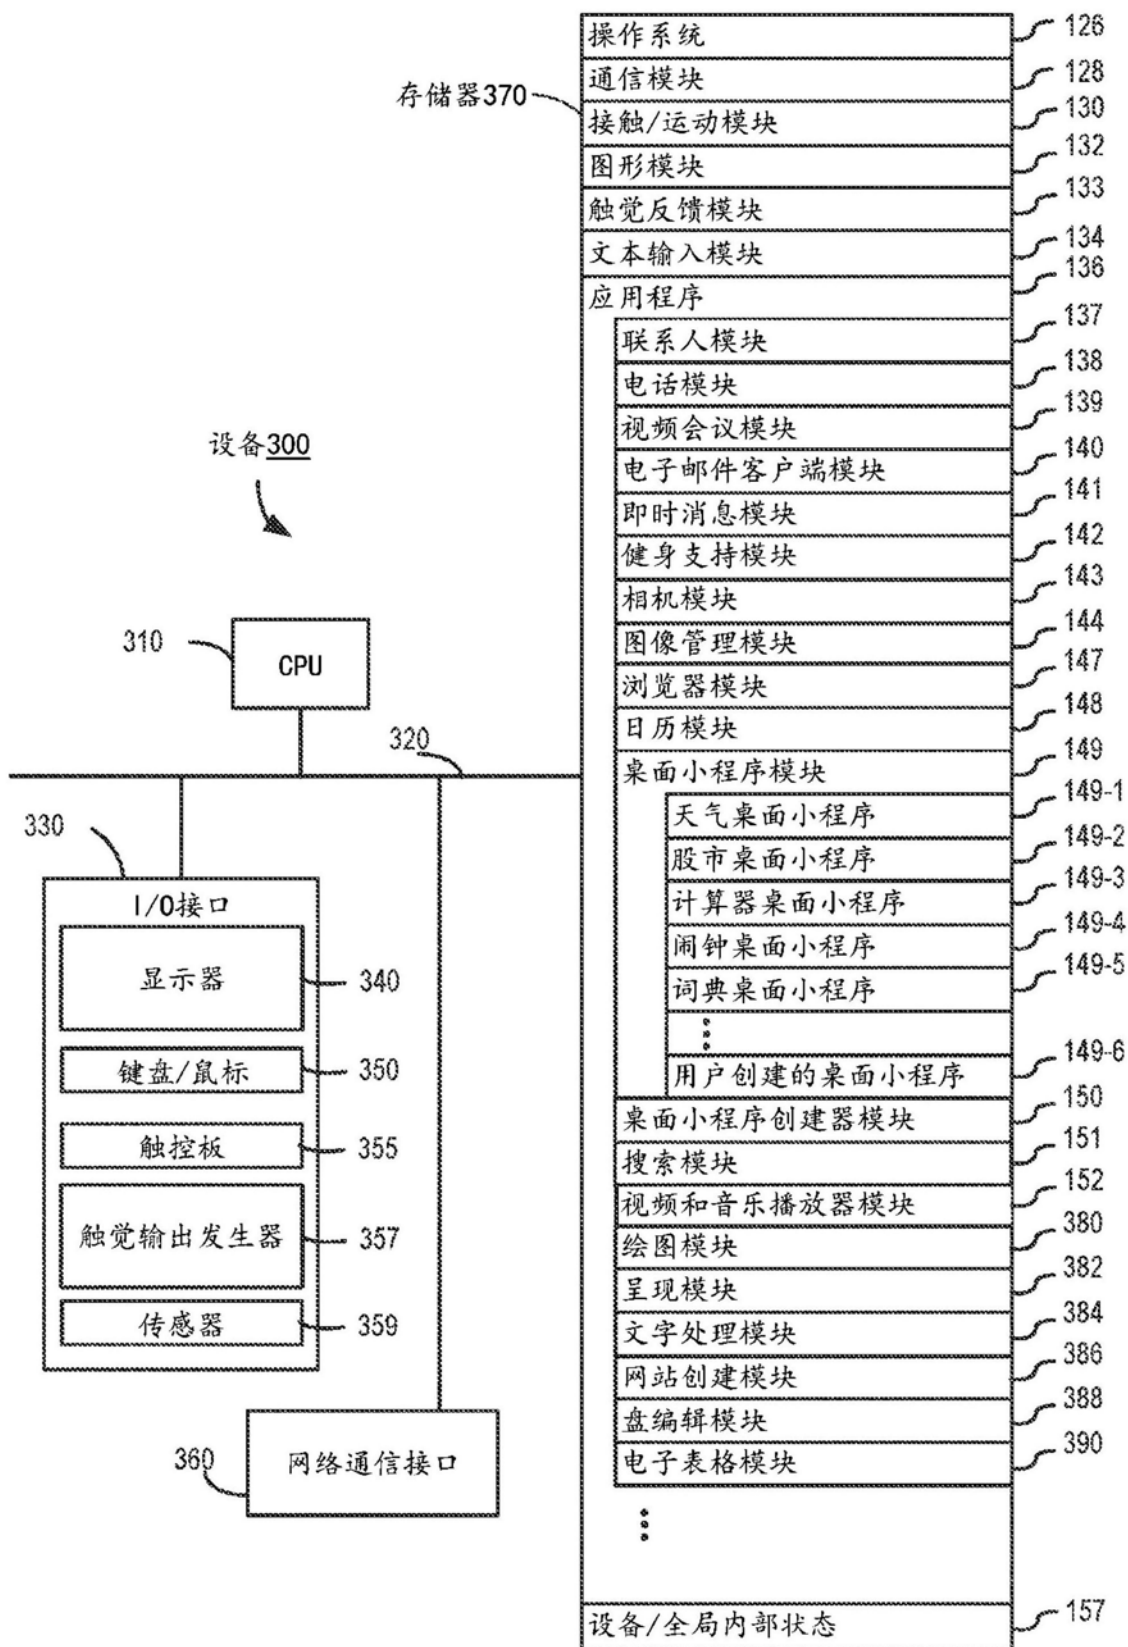 操作系统 126
通信模块 128
存储器370
接触/运动模块 130
图形模块 132
触觉反馈模块 133
文本输入模块 134
应用程序 136
联系人模块 137
电话模块 138
视频会议模块 139
电子邮件客户端模块 140
即时消息模块 141
健身支持模块 142
相机模块 143
图像管理模块 144
浏览器模块 147
日历模块 148
桌面小程序模块 149
天气桌面小程序 149-1
股市桌面小程序 149-2
计算器桌面小程序 149-3
闹钟桌面小程序 149-4
词典桌面小程序 149-5
用户创建的桌面小程序 149-6
桌面小程序创建器模块 150
搜索模块 151
视频和音乐播放器模块 152
绘图模块 380
呈现模块 382
文字处理模块 384
网站创建模块 386
盘编辑模块 388
电子表格模块 390
设备/全局内部状态 157
设备300
310
CPU
320
330
I/O接口
显示器 340
键盘/鼠标 350
触控板 355
触觉输出发生器 357
传感器 359
360
网络通信接口